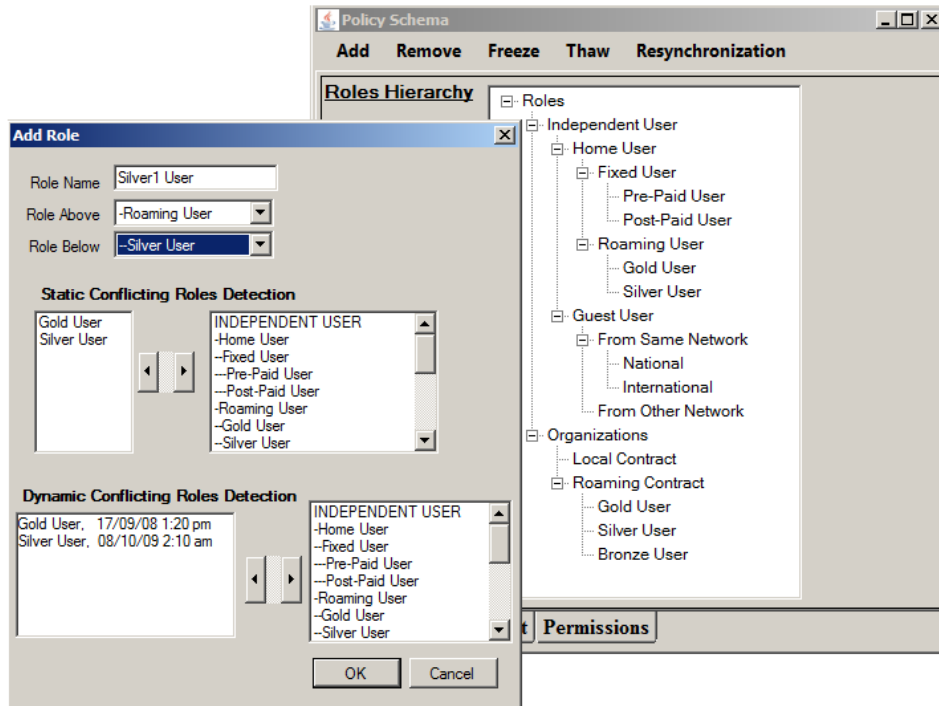 Policy Schema
Add Remove Freeze Thaw Resynchronization
Roles Hierarchy
Roles
Independent User
Home User
Fixed User
Pre-Paid User
Post-Paid User
Roaming User
Gold User
Silver User
Guest User
From Same Network
National
International
From Other Network
Organizations
Local Contract
Roaming Contract
Gold User
Silver User
Bronze User
Permissions
Add Role
Role Name Silver1 User
Role Above -Roaming User
Role Below --Silver User
Static Conflicting Roles Detection
Gold User
Silver User
INDEPENDENT USER
-Home User
--Fixed User
---Pre-Paid User
---Post-Paid User
-Roaming User
--Gold User
--Silver User
Dynamic Conflicting Roles Detection
Gold User, 17/09/08 1:20 pm
Silver User, 08/10/09 2:10 am
INDEPENDENT USER
-Home User
--Fixed User
---Pre-Paid User
---Post-Paid User
-Roaming User
--Gold User
--Silver User
OK Cancel